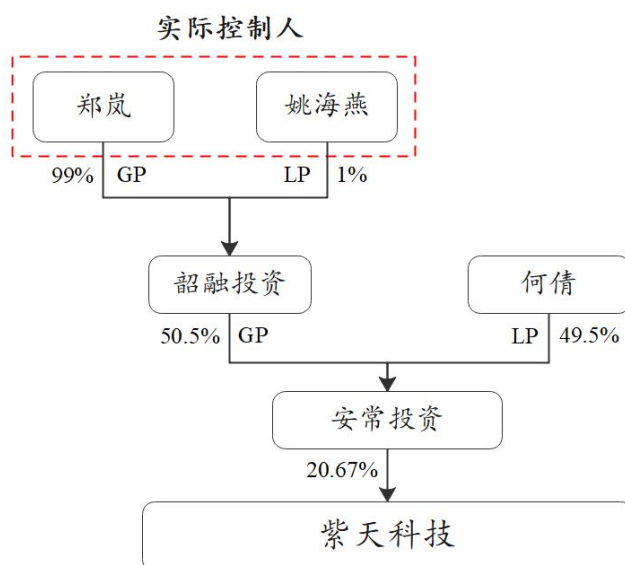 实际控制人
郑岚 姚海燕
99% GP LP 1%
韶融投资 何倩
50.5% GP LP 49.5%
安常投资
20.67%
紫天科技